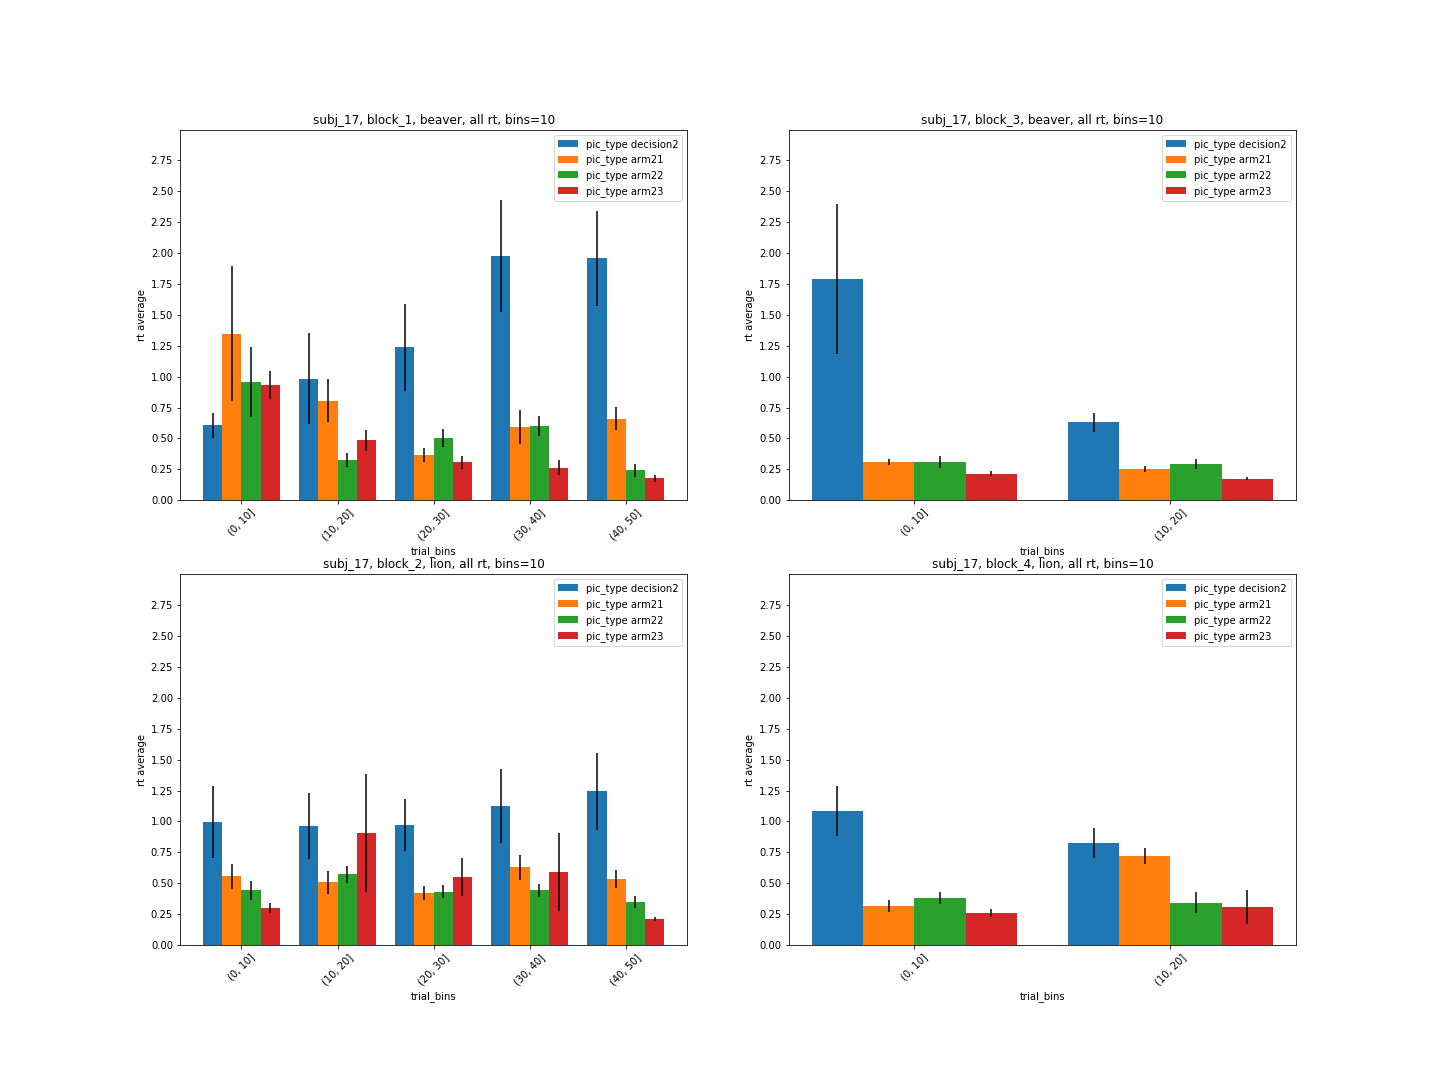 subj_17, block_1, beaver, all rt, bins=10
pic_type decision2
pic_type arm21
pic_type arm22
pic_type arm23
2.75
2.50
2.25
2.00
1.75
1.50
1.25
1.00
0.75
0.50
0.25
0.00
rt average
(0, 10]
(10, 20]
(20, 30]
(30, 40]
(40, 50]
trial_bins
subj_17, block_3, beaver, all rt, bins=10
pic_type decision2
pic_type arm21
pic_type arm22
pic_type arm23
2.75
2.50
2.25
2.00
1.75
1.50
1.25
1.00
0.75
0.50
0.25
0.00
rt average
(0, 10]
(10, 20]
trial_bins
subj_17, block_2, lion, all rt, bins=10
pic_type decision2
pic_type arm21
pic_type arm22
pic_type arm23
2.75
2.50
2.25
2.00
1.75
1.50
1.25
1.00
0.75
0.50
0.25
0.00
rt average
(0, 10]
(10, 20]
(20, 30]
(30, 40]
(40, 50]
trial_bins
subj_17, block_4, lion, all rt, bins=10
pic_type decision2
pic_type arm21
pic_type arm22
pic_type arm23
2.75
2.50
2.25
2.00
1.75
1.50
1.25
1.00
0.75
0.50
0.25
0.00
rt average
(0, 10]
(10, 20]
trial_bins